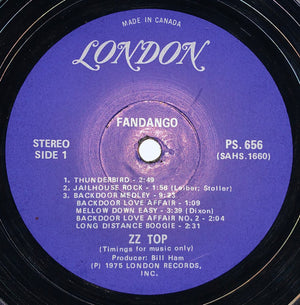 MADE IN CANADA
LONDON
FANDANGO
STEREO
SIDE 1
PS. 656
(SAHS.1660)
1. THUNDERBIRD - 2:49
2. JAILHOUSE ROCK - 1:56 (Leiber; Stoller)
3. BACKDOOR MEDLEY - 9:23
BACKDOOR LOVE AFFAIR - 1:09
MELLOW DOWN EASY - 3:39 (Dixon)
BACKDOOR LOVE AFFAIR NO. 2 - 2:04
LONG DISTANCE BOOGIE - 2:31
ZZ TOP
(Timings for music only)
Producer: Bill Ham
(P) 1975 LONDON RECORDS,
INC.